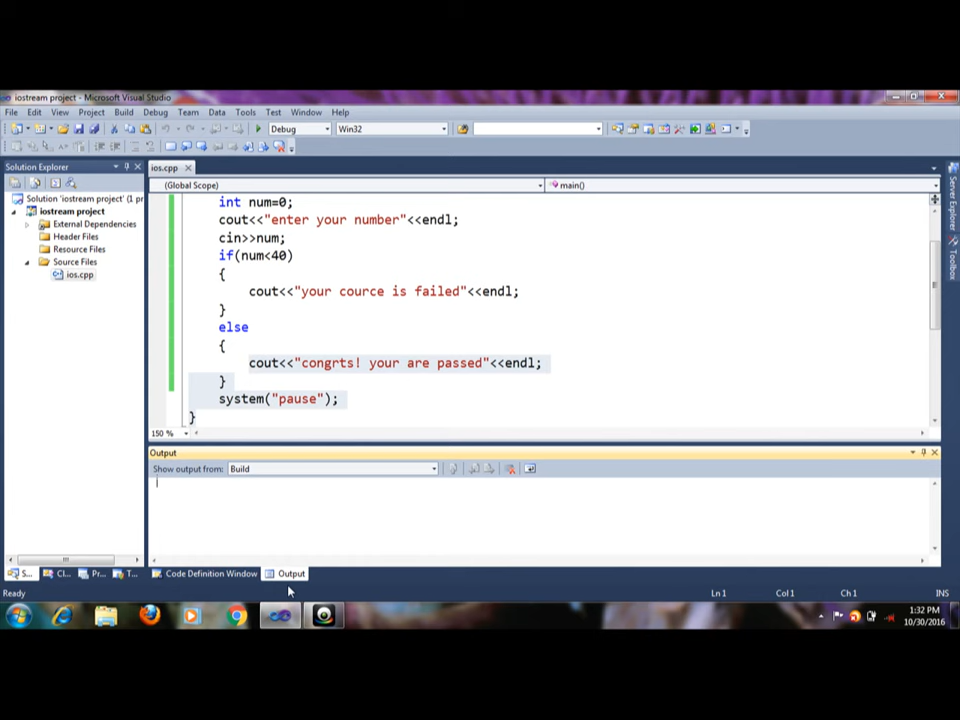 iostream project - Microsoft Visual Studio
File Edit View Project Build Debug Team Data Tools Test Window Help
Debug Win32
Solution Explorer
ios.cpp
(Global Scope) main()
Solution 'iostream project' (1 pr
iostream project
External Dependencies
Header Files
Resource Files
Source Files
ios.cpp
int num=0;
cout<<"enter your number"<<endl;
cin>>num;
if(num<40)
{
cout<<"your cource is failed"<<endl;
}
else
{
cout<<"congrts! your are passed"<<endl;
}
system("pause");
}
150 %
Output
Show output from: Build
S... Cl... Pr... T...
Code Definition Window Output
Ready Ln 1 Col 1 Ch 1 INS
Server Explorer
Toolbox
1:32 PM
10/30/2016